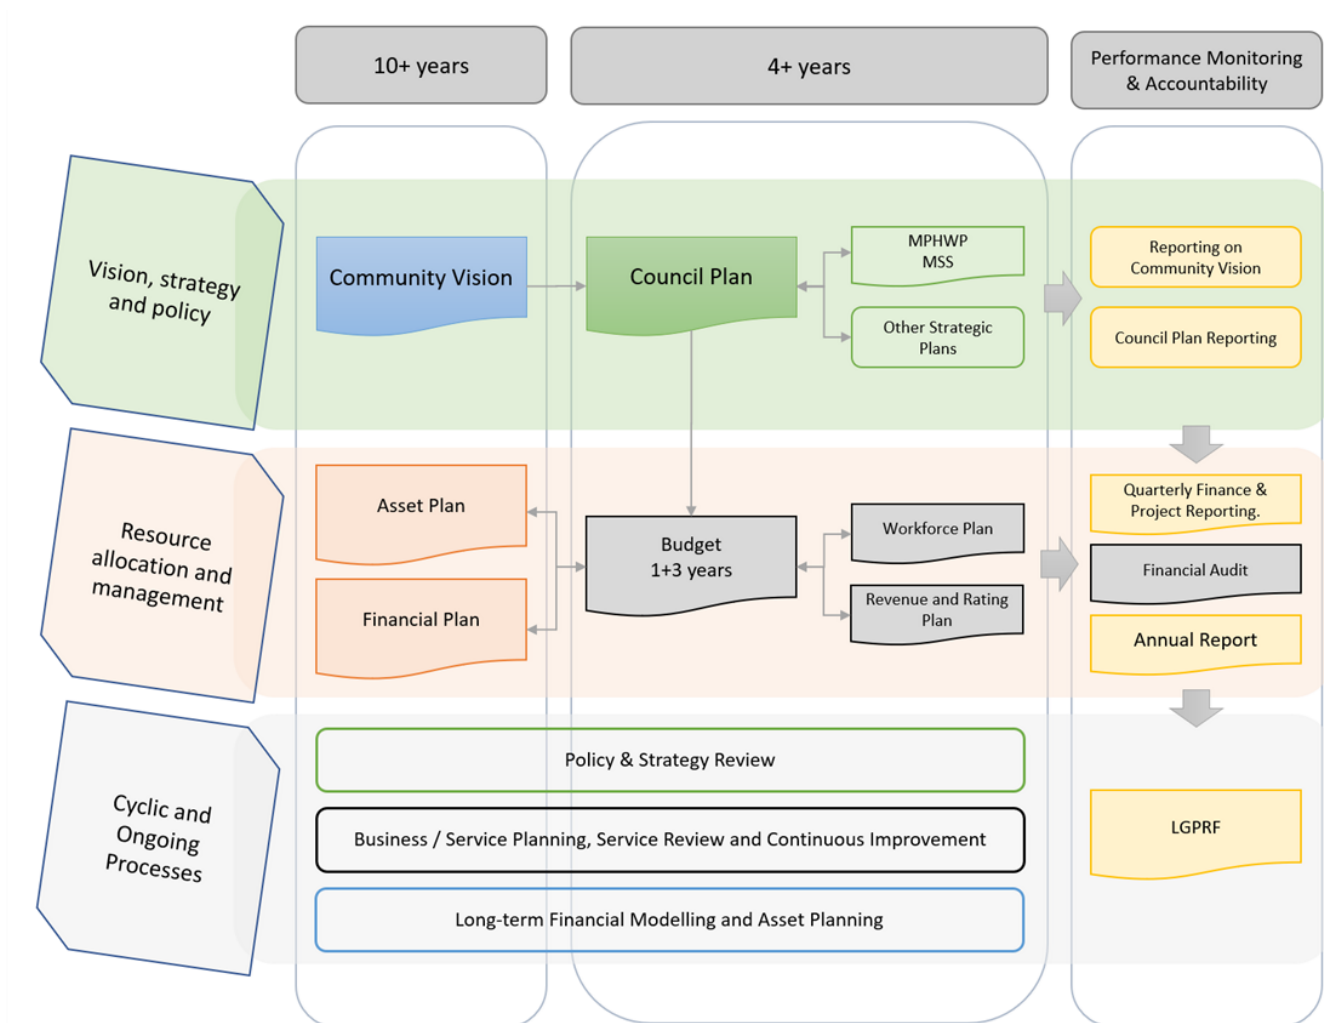 10+ years
4+ years
Performance Monitoring
& Accountability
Vision, strategy
and policy
Community Vision
Council Plan
MPHWP
MSS
Other Strategic
Plans
Reporting on
Community Vision
Council Plan Reporting
Resource
allocation and
management
Asset Plan
Financial Plan
Budget
1+3 years
Workforce Plan
Revenue and Rating
Plan
Quarterly Finance &
Project Reporting.
Financial Audit
Annual Report
Cyclic and
Ongoing
Processes
Policy & Strategy Review
Business / Service Planning, Service Review and Continuous Improvement
Long-term Financial Modelling and Asset Planning
LGPRF